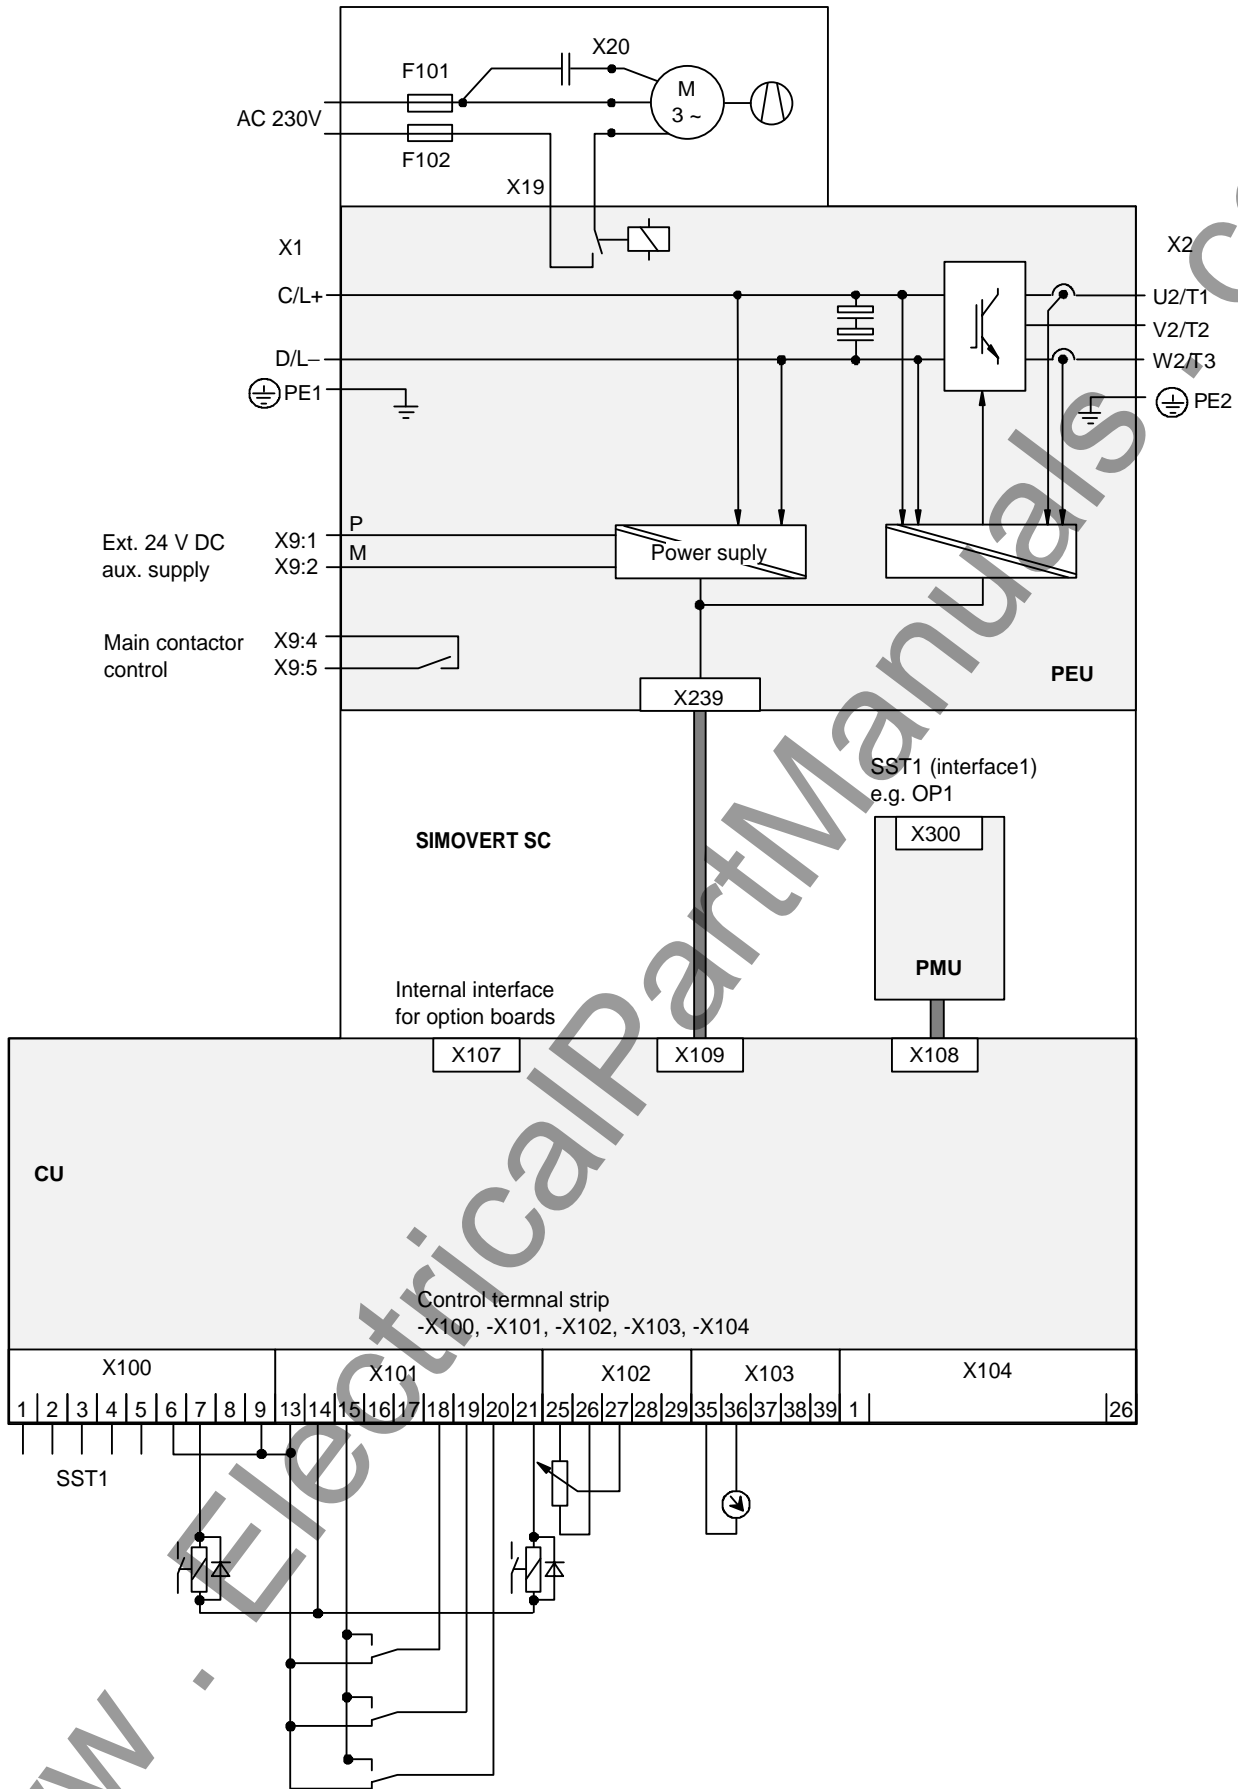 X20
F101
M
3 ~
AC 230V
F102
X19
X1
X2
C/L+
U2/T1
V2/T2
D/L–
W2/T3
PE1
PE2
P
Ext. 24 V DC
X9:1
M
Power suply
aux. supply
X9:2
Main contactor
X9:4
control
X9:5
PEU
X239
SST1 (interface1)
e.g. OP1
X300
SIMOVERT SC
PMU
Internal interface
for option boards
X107
X109
X108
CU
Control termnal strip
-X100, -X101, -X102, -X103, -X104
X100
X101
X102
X103
X104
1 2 3 4 5 6 7 8 9 13 14 15 16 17 18 19 20 21 25 26 27 28 29 35 36 37 38 39 1 26
SST1
ElectricalPartManuals